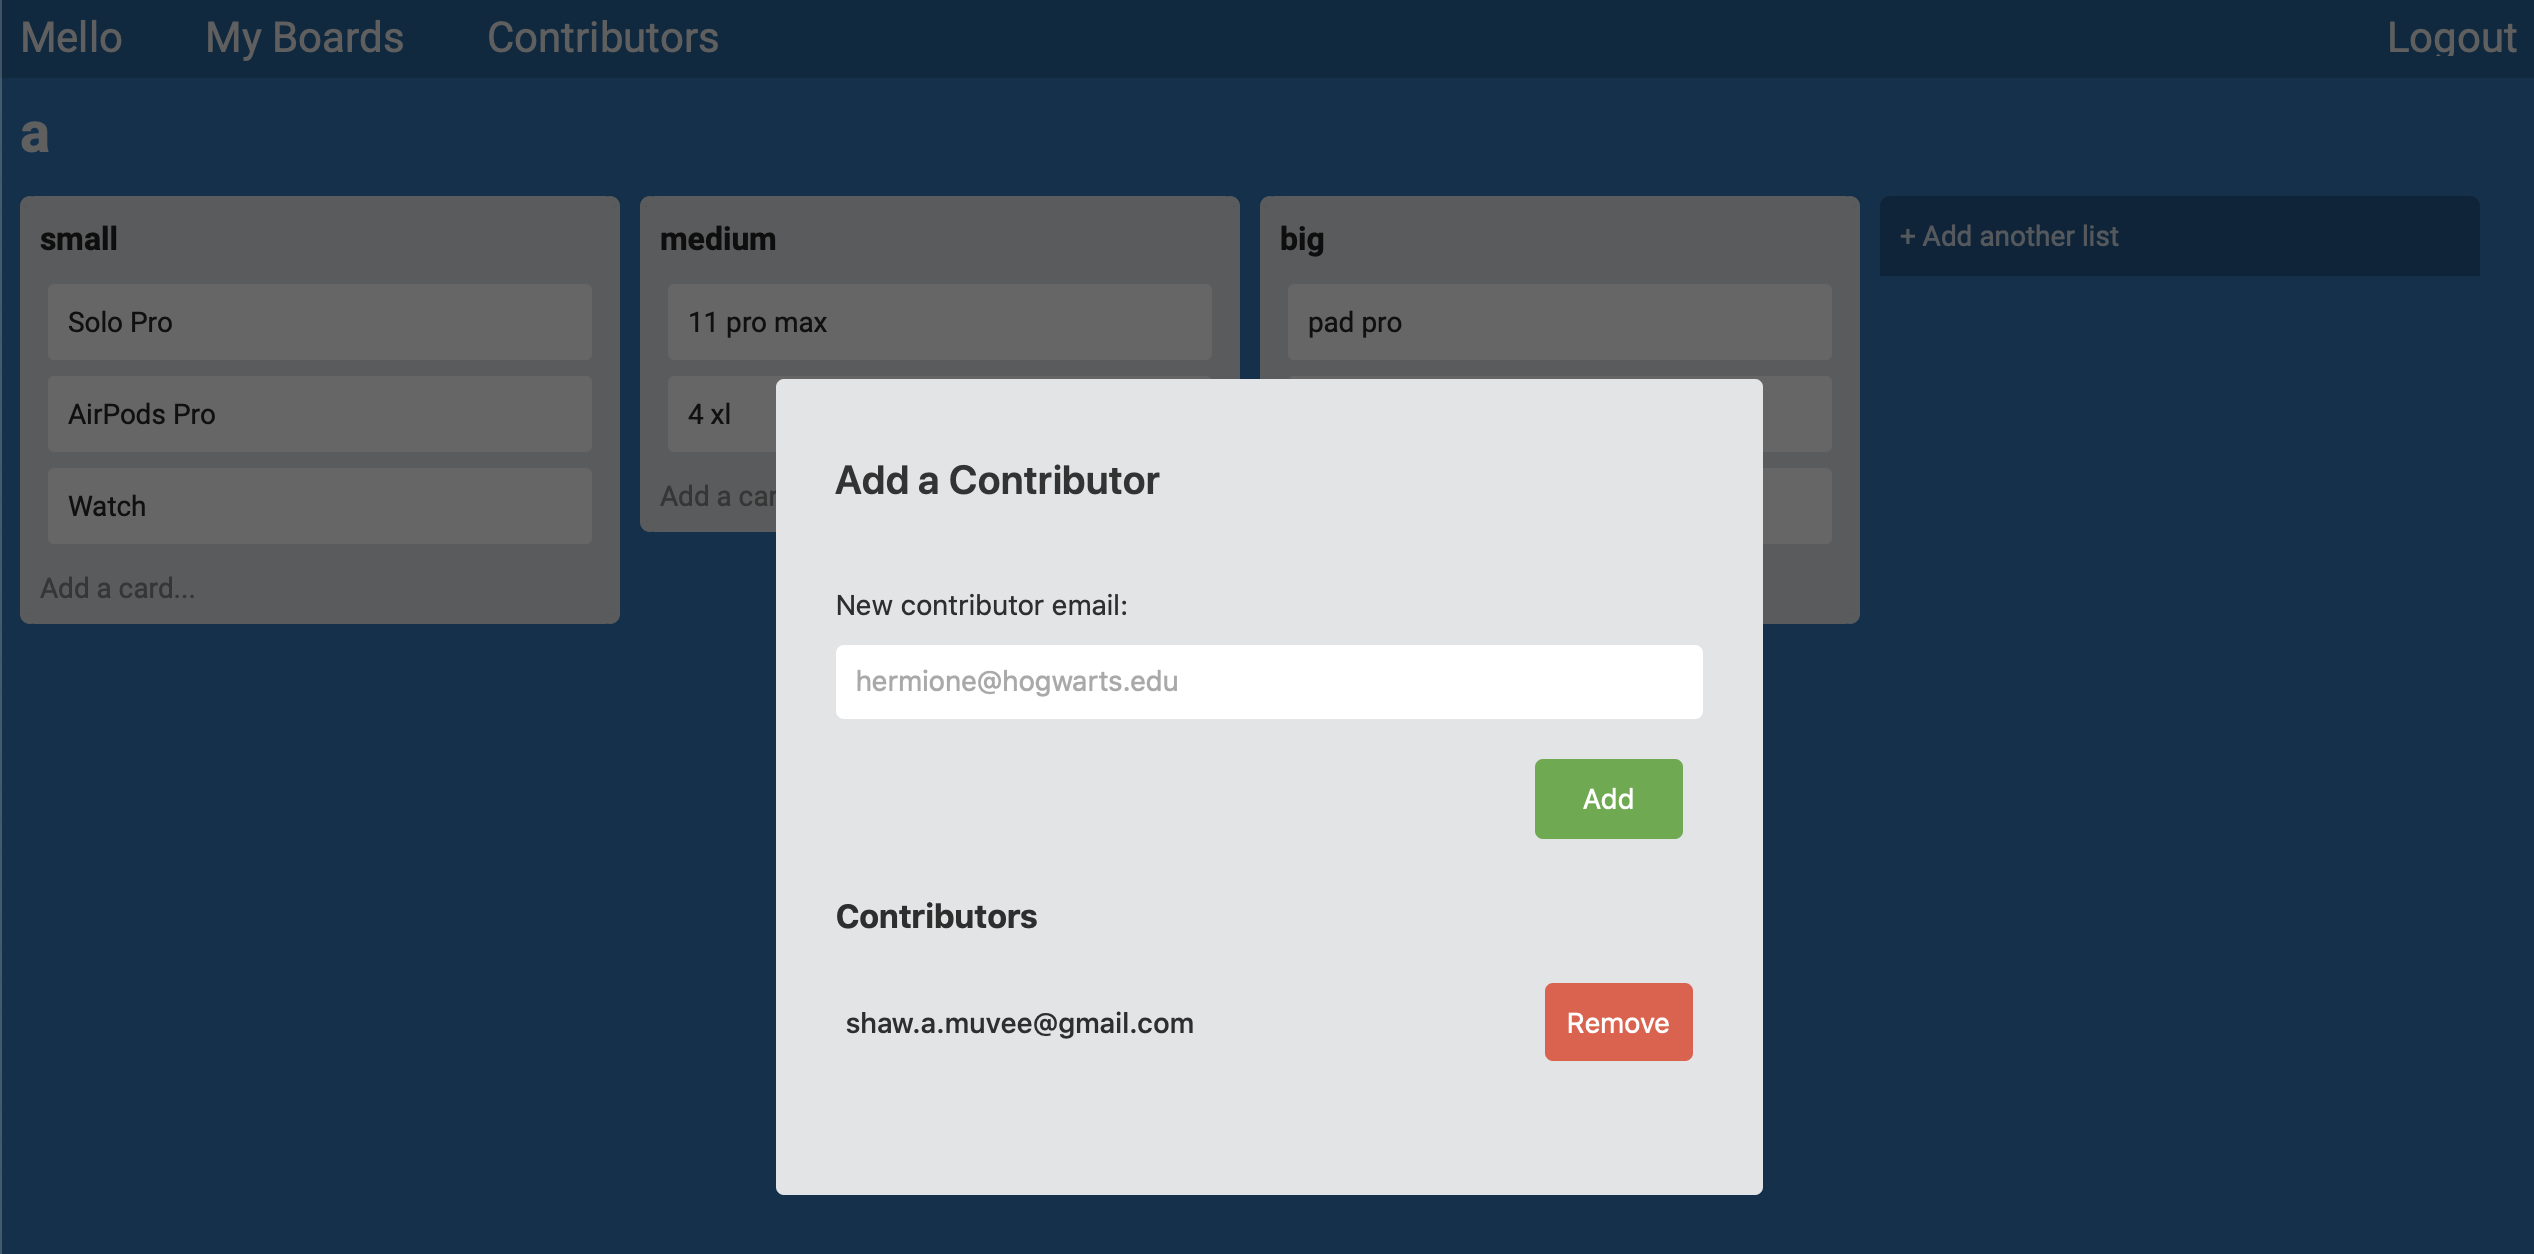 Mello My Boards Contributors Logout
a
small
Solo Pro
AirPods Pro
Watch
Add a card...
medium
11 pro max
4 xl
Add a car
big
pad pro
+ Add another list
Add a Contributor
New contributor email:
hermione@hogwarts.edu
Add
Contributors
shaw.a.muvee@gmail.com
Remove